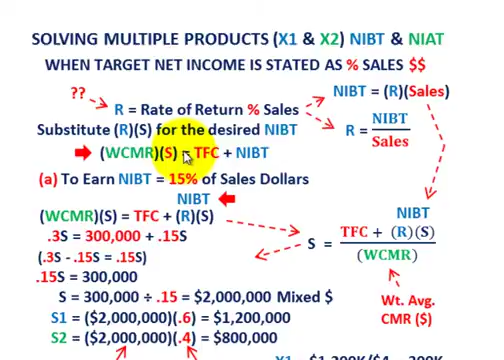 SOLVING MULTIPLE PRODUCTS (X1 & X2) NIBT & NIAT
WHEN TARGET NET INCOME IS STATED AS % SALES $$
??
NIBT = (R)(Sales)
R = Rate of Return % Sales
Substitute (R)(S) for the desired NIBT
R = NIBT / Sales
(WCMR)(S) = TFC + NIBT
(a) To Earn NIBT = 15% of Sales Dollars
NIBT
(WCMR)(S) = TFC + (R)(S)
NIBT
S = TFC + (R)(S) / (WCMR)
.3S = 300,000 + .15S
(.3S - .15S = .15S)
.15S = 300,000
S = 300,000 ÷ .15 = $2,000,000 Mixed $
Wt. Avg.
CMR ($)
S1 = ($2,000,000)(.6) = $1,200,000
S2 = ($2,000,000)(.4) = $800,000